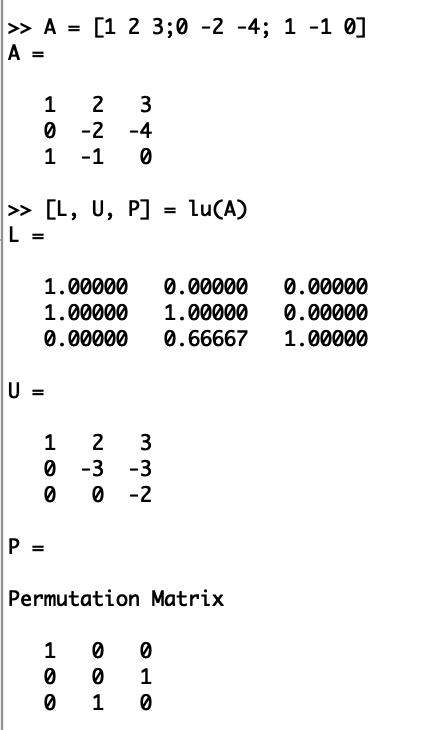 >> A = [1 2 3;0 -2 -4; 1 -1 0]
A =
1 2 3
0 -2 -4
1 -1 0
>> [L, U, P] = lu(A)
L =
1.00000 0.00000 0.00000
1.00000 1.00000 0.00000
0.00000 0.66667 1.00000
U =
1 2 3
0 -3 -3
0 0 -2
P =
Permutation Matrix
1 0 0
0 0 1
0 1 0